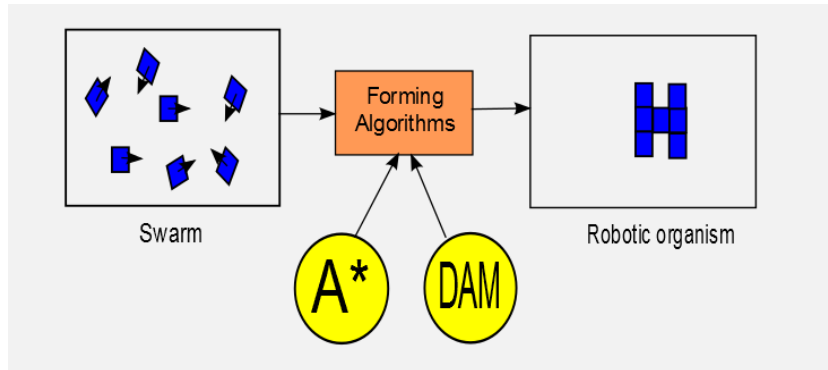 Forming
Algorithms
Swarm
Robotic organism
A*
DAM